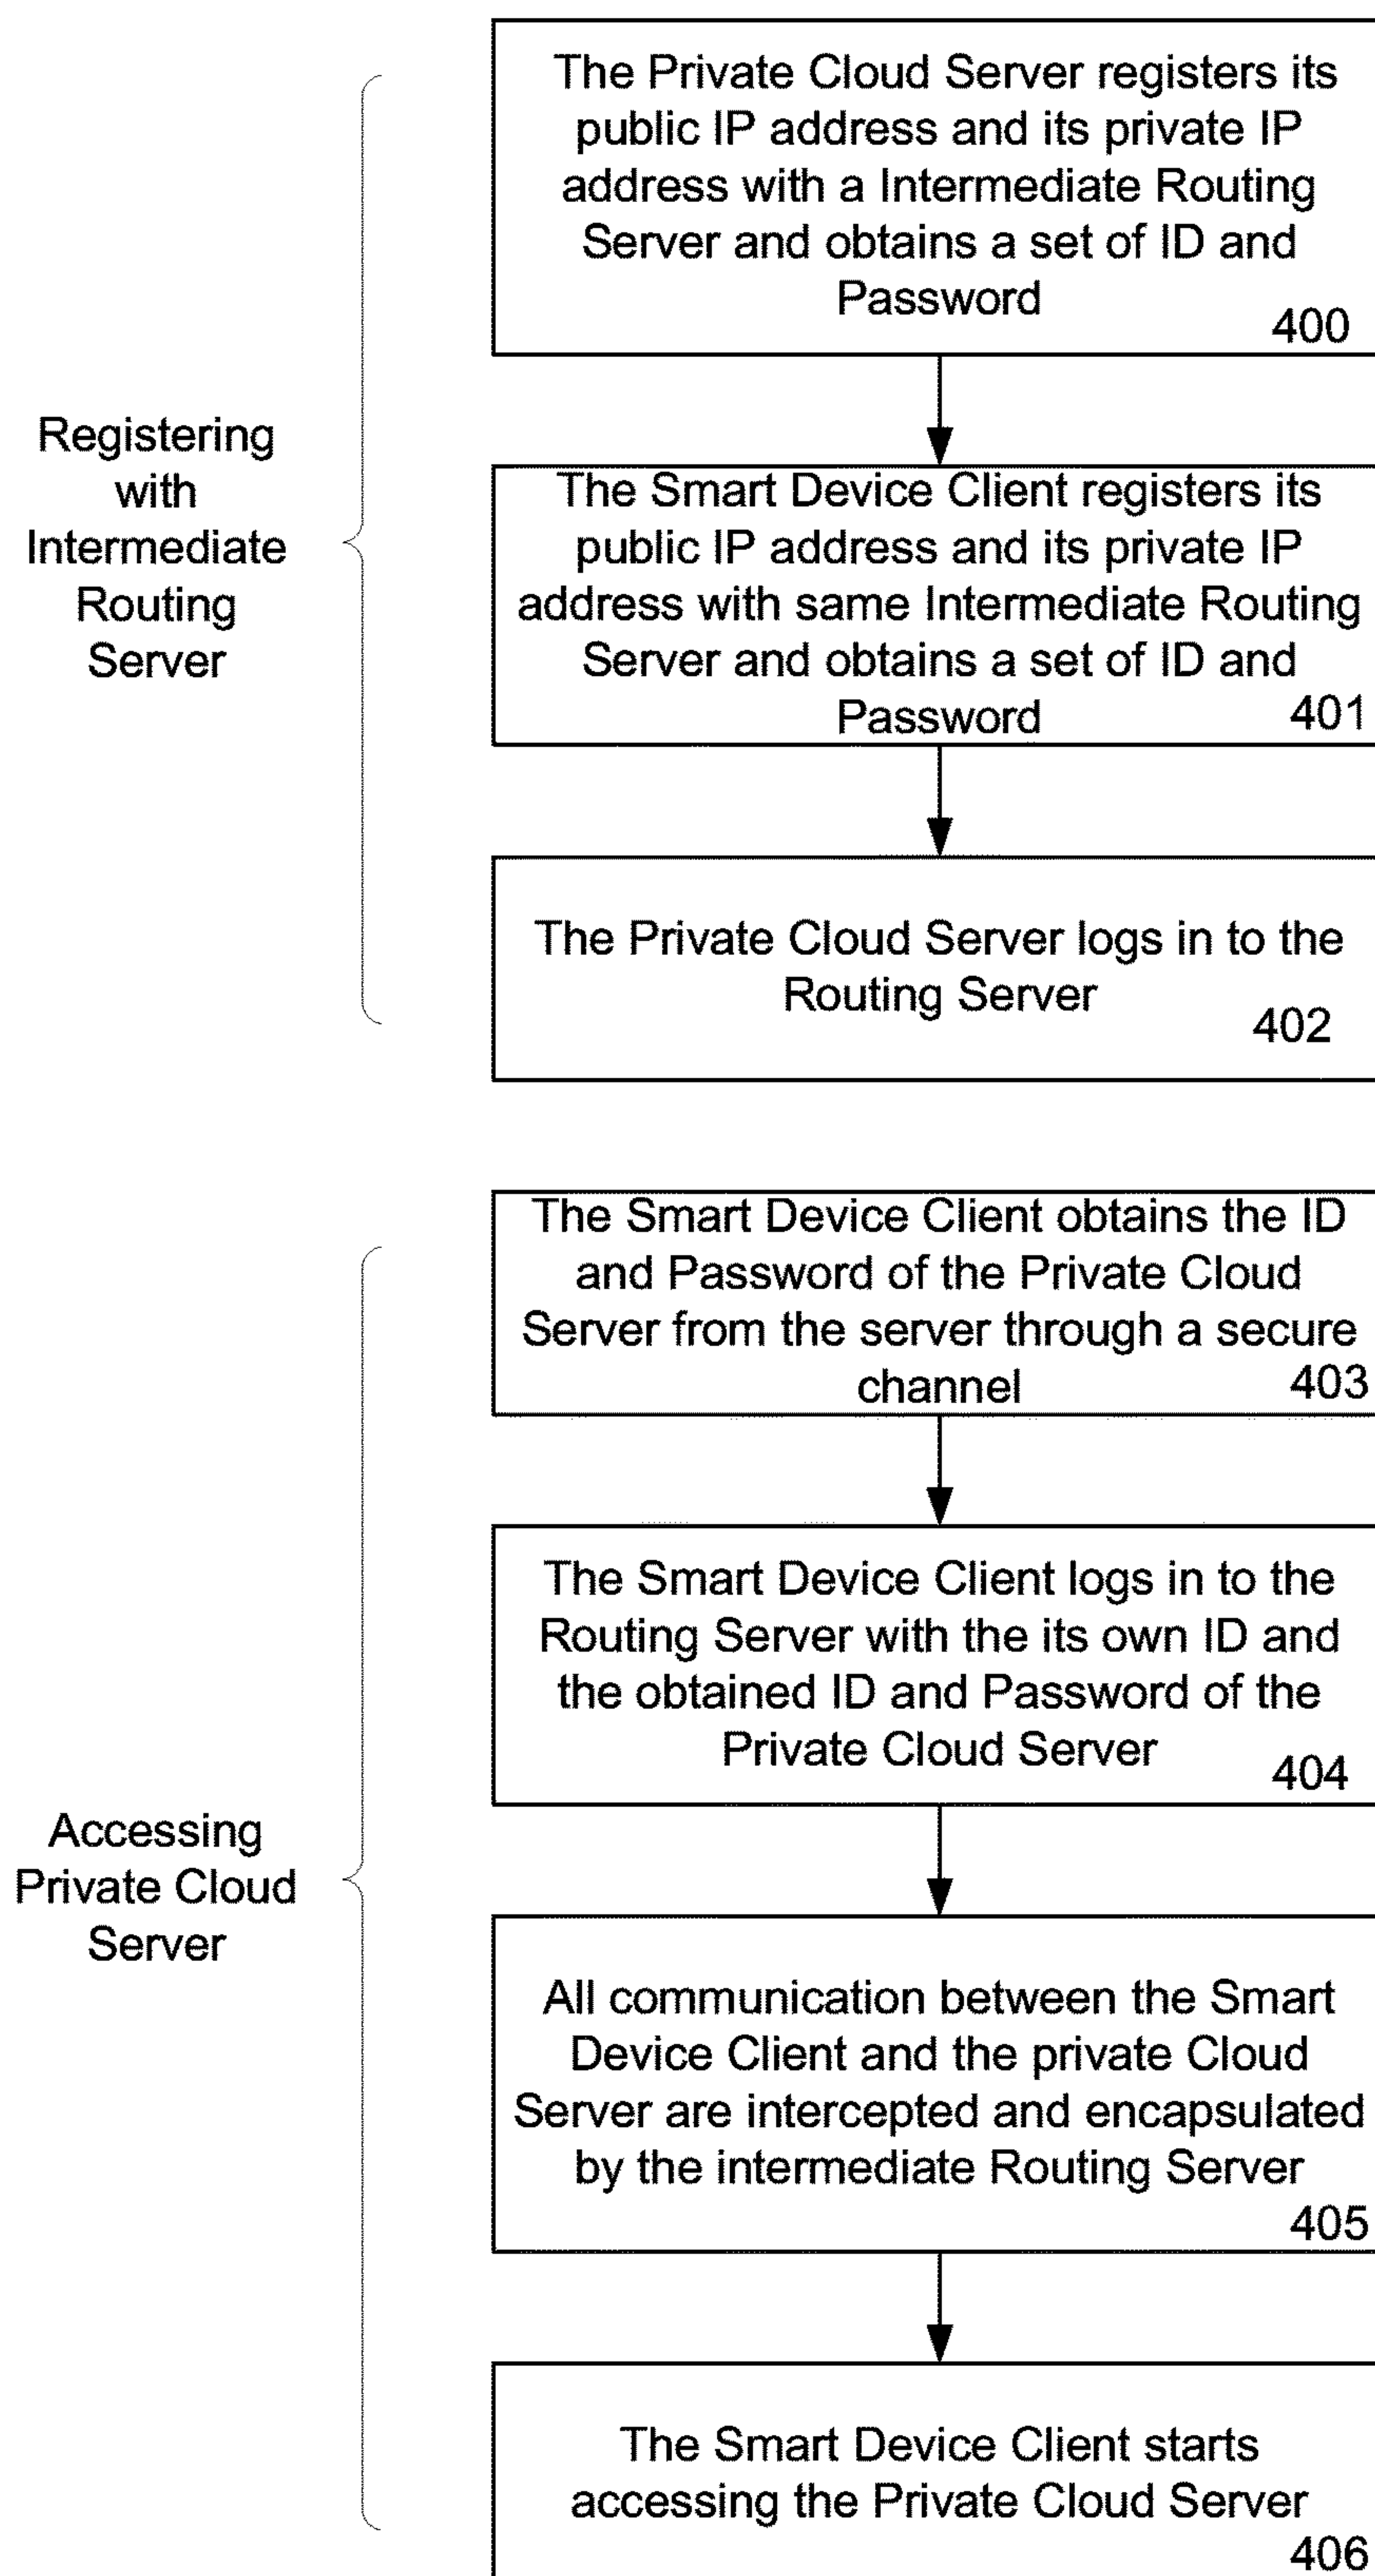 The Private Cloud Server registers its
public IP address and its private IP
address with a Intermediate Routing
Server and obtains a set of ID and
Password
400
Registering
with
Intermediate
Routing
Server
The Smart Device Client registers its
public IP address and its private IP
address with same Intermediate Routing
Server and obtains a set of ID and
Password
401
The Private Cloud Server logs in to the
Routing Server
402
The Smart Device Client obtains the ID
and Password of the Private Cloud
Server from the server through a secure
channel
403
The Smart Device Client logs in to the
Routing Server with the its own ID and
the obtained ID and Password of the
Private Cloud Server
404
Accessing
Private Cloud
Server
All communication between the Smart
Device Client and the private Cloud
Server are intercepted and encapsulated
by the intermediate Routing Server
405
The Smart Device Client starts
accessing the Private Cloud Server
406